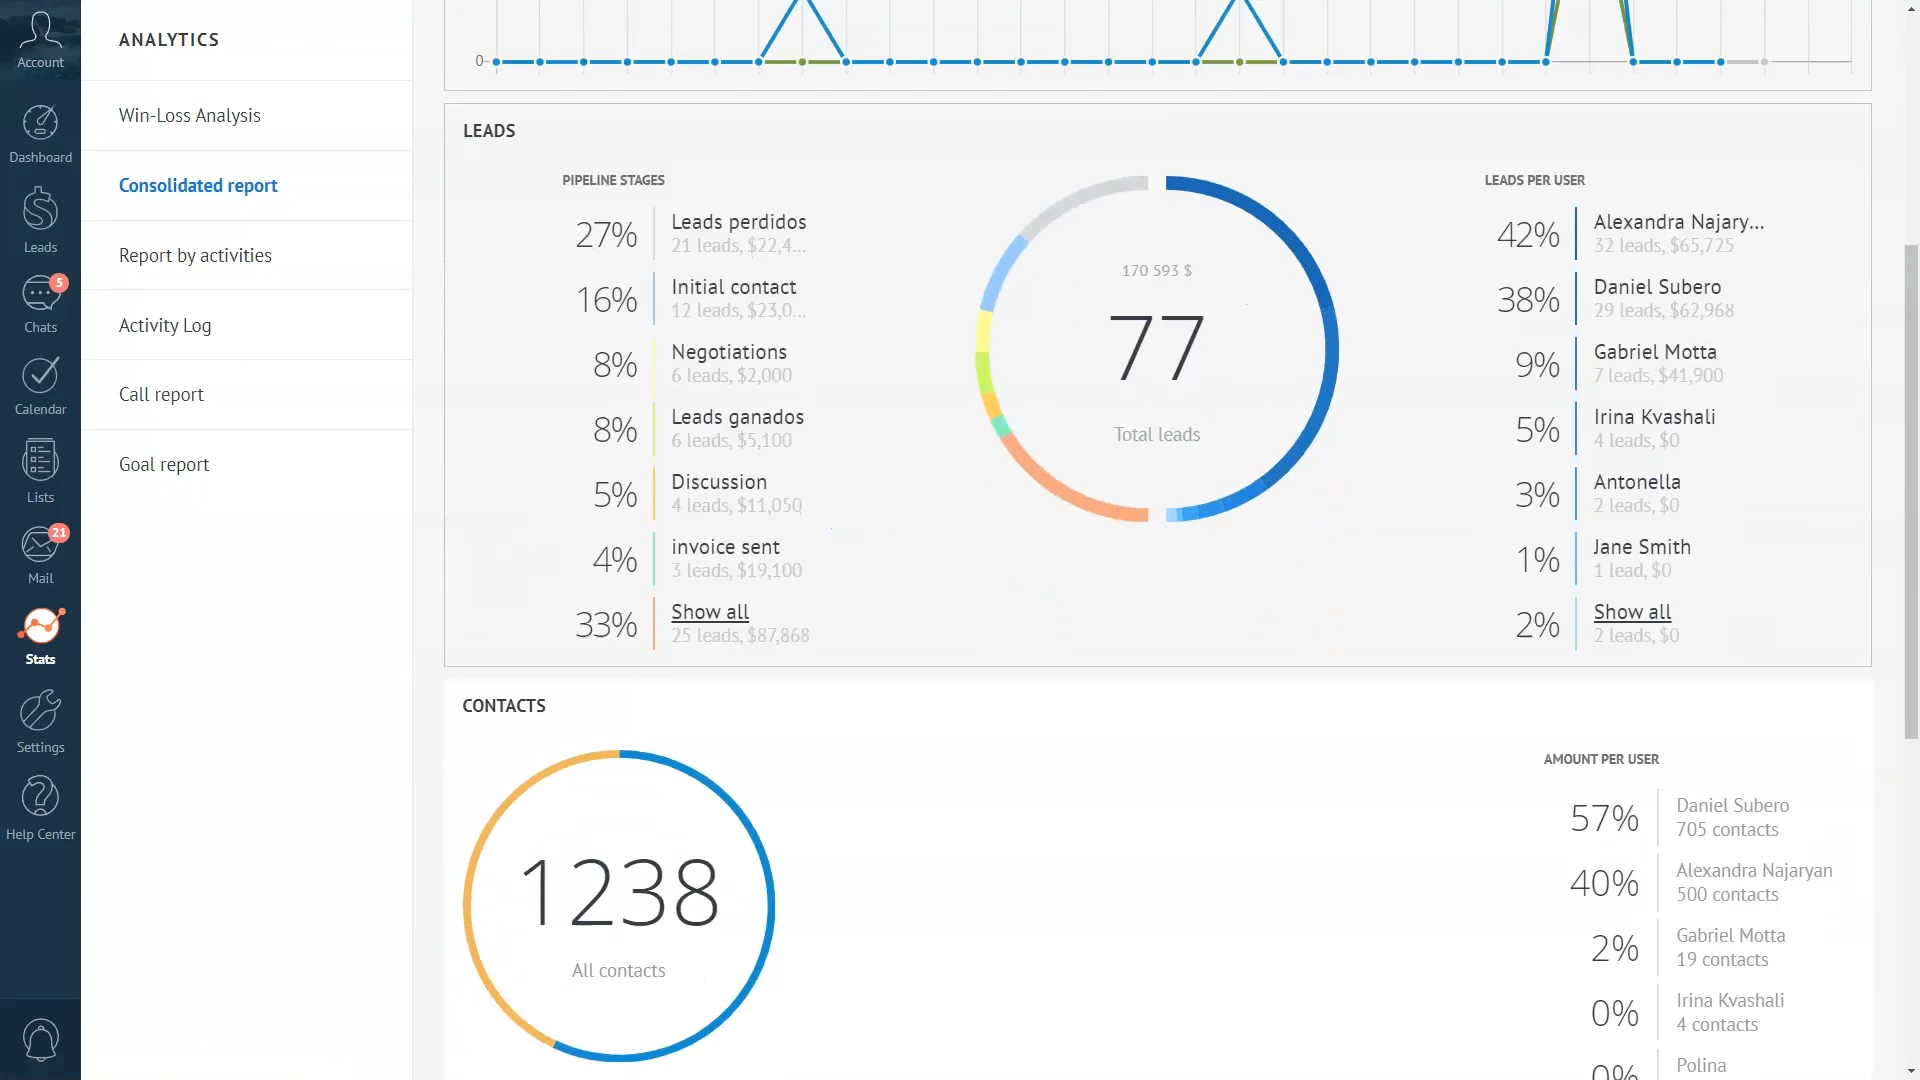 Account
Dashboard
Leads
5
Chats
Calendar
Lists
21
Mail
Stats
Settings
Help Center
ANALYTICS
Win-Loss Analysis
Consolidated report
Report by activities
Activity Log
Call report
Goal report
0
LEADS
PIPELINE STAGES
27%
Leads perdidos
21 leads, $22,4...
16%
Initial contact
12 leads, $23,0...
8%
Negotiations
6 leads, $2,000
8%
Leads ganados
6 leads, $5,100
5%
Discussion
4 leads, $11,050
4%
invoice sent
3 leads, $19,100
33%
Show all
25 leads, $87,868
170 593 $
77
Total leads
LEADS PER USER
42%
Alexandra Najary...
32 leads, $65,725
38%
Daniel Subero
29 leads, $62,968
9%
Gabriel Motta
7 leads, $41,900
5%
Irina Kvashali
4 leads, $0
3%
Antonella
2 leads, $0
1%
Jane Smith
1 lead, $0
2%
Show all
2 leads, $0
CONTACTS
1238
All contacts
AMOUNT PER USER
57%
Daniel Subero
705 contacts
40%
Alexandra Najaryan
500 contacts
2%
Gabriel Motta
19 contacts
0%
Irina Kvashali
4 contacts
0%
Polina